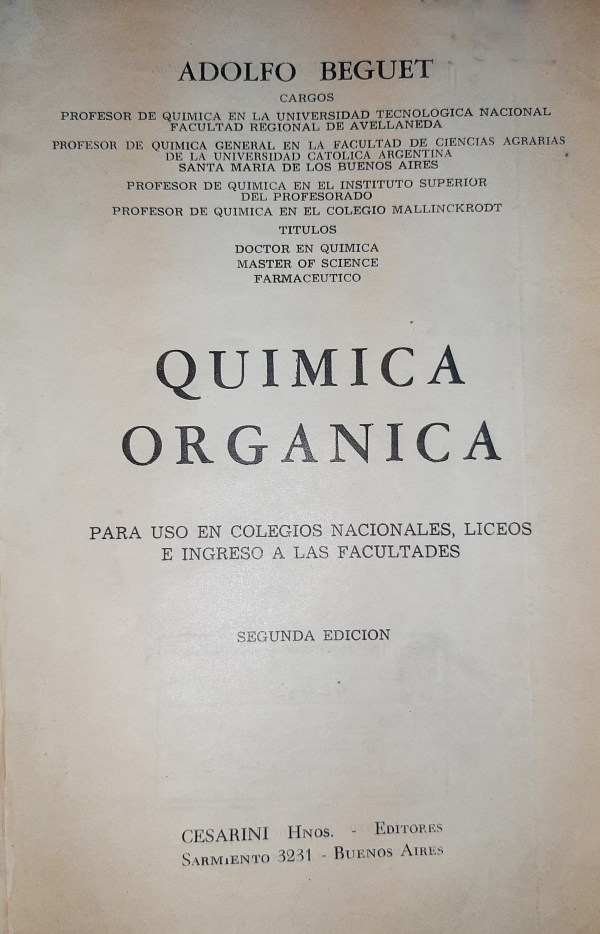 ADOLFO BEGUET
CARGOS
PROFESOR DE QUIMICA EN LA UNIVERSIDAD TECNOLOGICA NACIONAL
FACULTAD REGIONAL DE AVELLANEDA
PROFESOR DE QUIMICA GENERAL EN LA FACULTAD DE CIENCIAS AGRARIAS
DE LA UNIVERSIDAD CATOLICA ARGENTINA
SANTA MARIA DE LOS BUENOS AIRES
PROFESOR DE QUIMICA EN EL INSTITUTO SUPERIOR
DEL PROFESORADO
PROFESOR DE QUIMICA EN EL COLEGIO MALLINCKRODT
TITULOS
DOCTOR EN QUIMICA
MASTER OF SCIENCE
FARMACEUTICO
QUIMICA
ORGANICA
PARA USO EN COLEGIOS NACIONALES, LICEOS
E INGRESO A LAS FACULTADES
SEGUNDA EDICION
CESARINI HNOS. - EDITORES
SARMIENTO 3231 - BUENOS AIRES